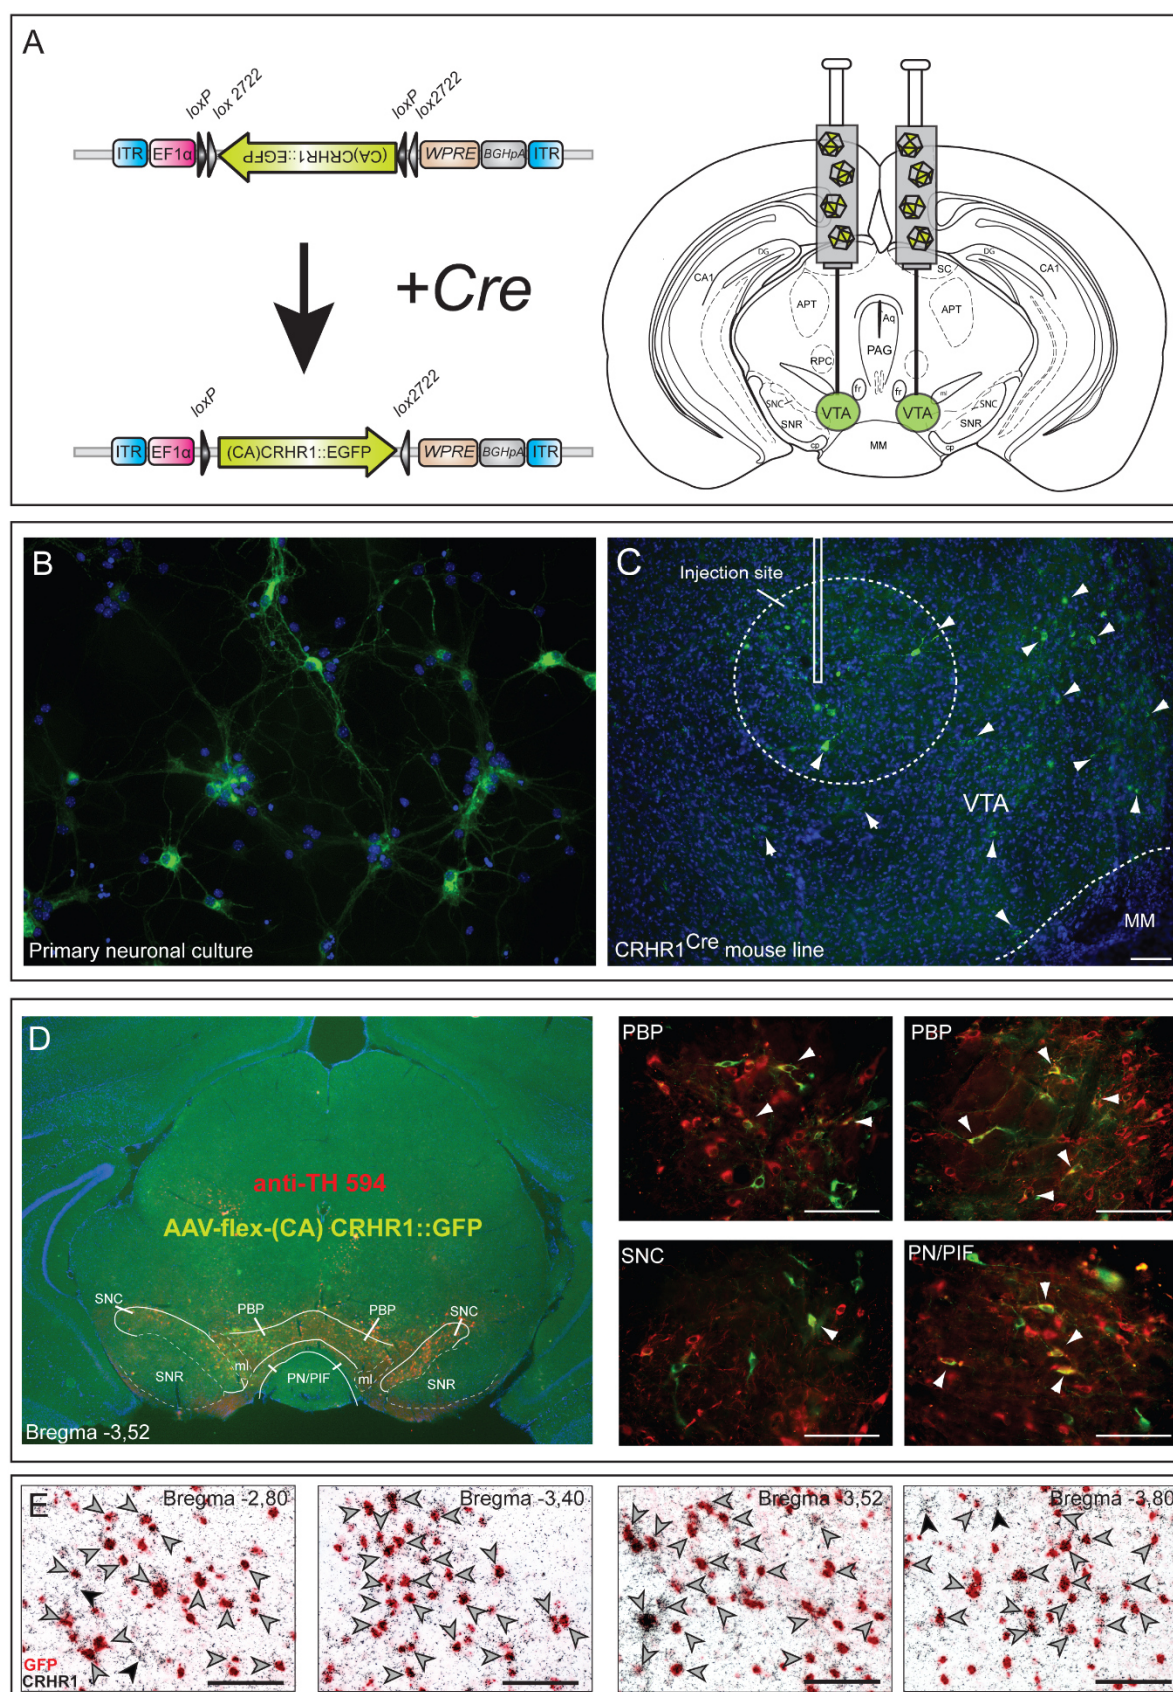 A
loxP
lox 2722
loxP
lox2722
ITR
EF1α
(CA)CRHR1::EGFP
WPRE
BGHpA
ITR
+Cre
loxP
lox2722
ITR
EF1α
(CA)CRHR1::EGFP
WPRE
BGHpA
ITR
DG
SC
DG
CA1
CA1
APT
APT
Aq
PAG
RPC
fr
fr
ml
SNC
VTA
VTA
SNC
SNR
SNR
cp
MM
cp
B
Primary neuronal culture
C
Injection site
VTA
MM
CRHR1Cre mouse line
D
anti-TH 594
AAV-flex-(CA) CRHR1::GFP
SNC
PBP
PBP
SNC
ml
ml
SNR
PN/PIF
SNR
Bregma -3,52
PBP
PBP
SNC
PN/PIF
E
Bregma -2,80
Bregma -3,40
Bregma -3,52
Bregma -3,80
GFP
CRHR1